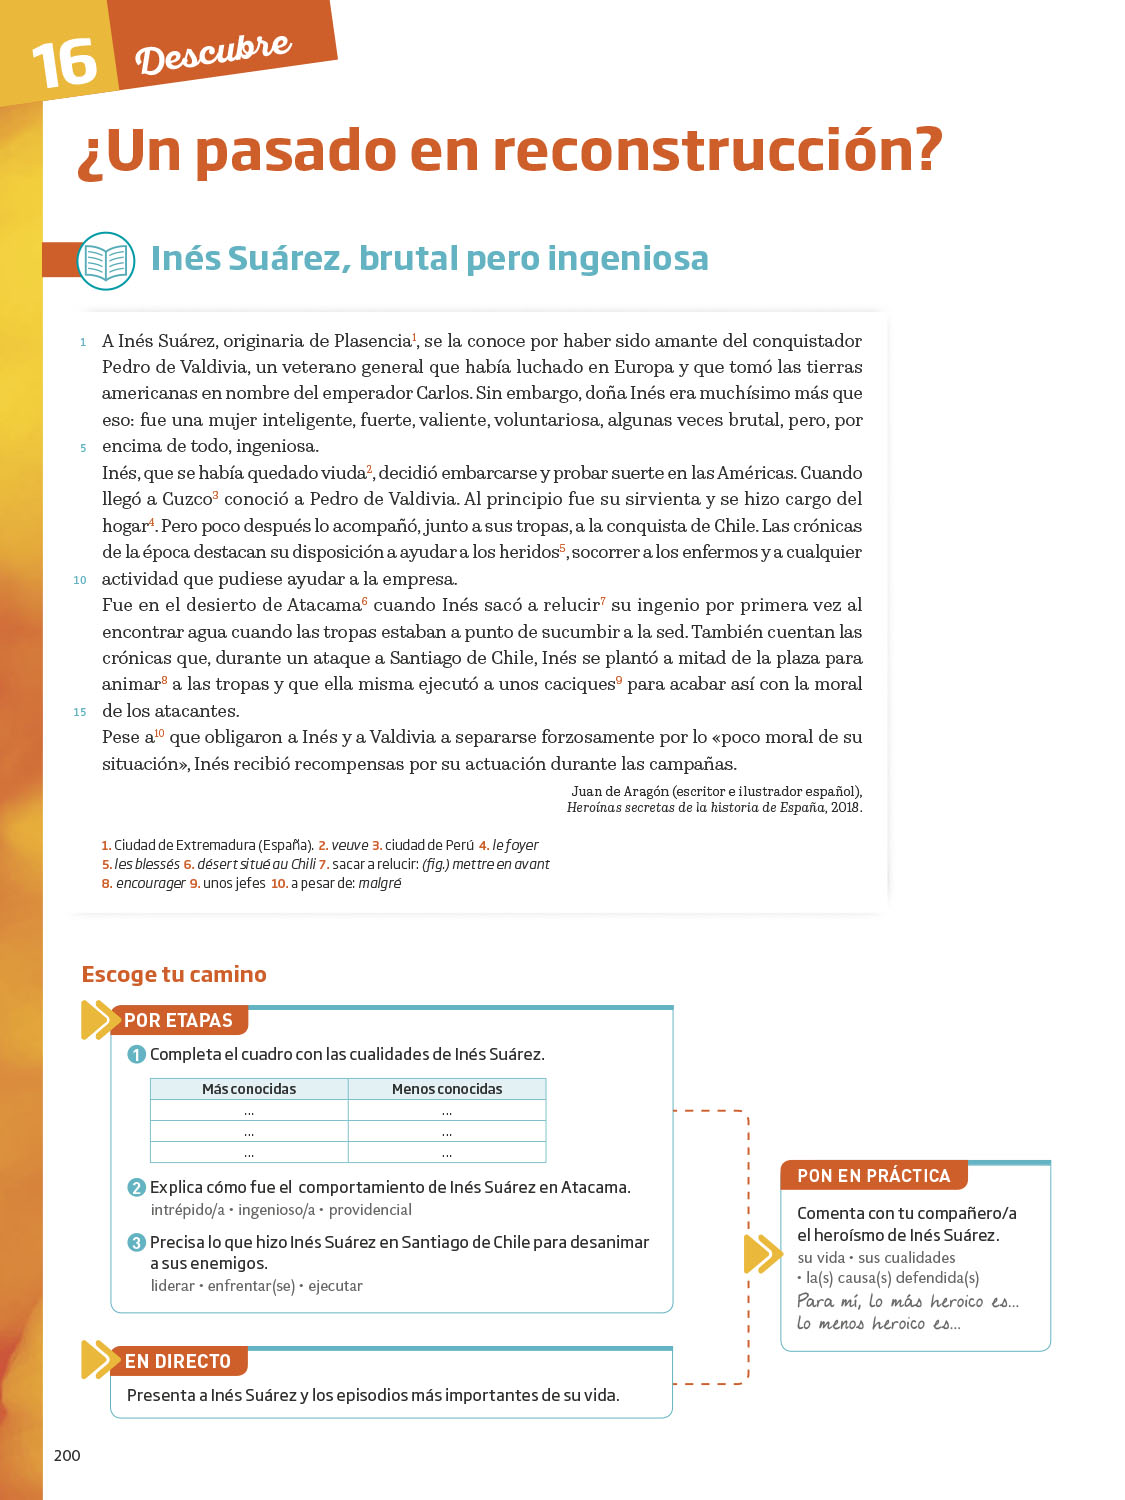 16 Descubre
¿Un pasado en reconstrucción?
Inés Suárez, brutal pero ingeniosa
1 A Inés Suárez, originaria de Plasencia1, se la conoce por haber sido amante del conquistador
Pedro de Valdivia, un veterano general que había luchado en Europa y que tomó las tierras
americanas en nombre del emperador Carlos. Sin embargo, doña Inés era muchísimo más que
eso: fue una mujer inteligente, fuerte, valiente, voluntariosa, algunas veces brutal, pero, por
5 encima de todo, ingeniosa.
Inés, que se había quedado viuda2, decidió embarcarse y probar suerte en las Américas. Cuando
llegó a Cuzco3 conoció a Pedro de Valdivia. Al principio fue su sirvienta y se hizo cargo del
hogar4. Pero poco después lo acompañó, junto a sus tropas, a la conquista de Chile. Las crónicas
de la época destacan su disposición a ayudar a los heridos5, socorrer a los enfermos y a cualquier
10 actividad que pudiese ayudar a la empresa.
Fue en el desierto de Atacama6 cuando Inés sacó a relucir7 su ingenio por primera vez al
encontrar agua cuando las tropas estaban a punto de sucumbir a la sed. También cuentan las
crónicas que, durante un ataque a Santiago de Chile, Inés se plantó a mitad de la plaza para
animar8 a las tropas y que ella misma ejecutó a unos caciques9 para acabar así con la moral
15 de los atacantes.
Pese a10 que obligaron a Inés y a Valdivia a separarse forzosamente por lo «poco moral de su
situación», Inés recibió recompensas por su actuación durante las campañas.
Juan de Aragón (escritor e ilustrador español),
Heroínas secretas de la historia de España, 2018.
1. Ciudad de Extremadura (España). 2. veuve 3. ciudad de Perú 4. le foyer
5. les blessés 6. désert situé au Chili 7. sacar a relucir: (fig.) mettre en avant
8. encourager 9. unos jefes 10. a pesar de: malgré
Escoge tu camino
POR ETAPAS
1 Completa el cuadro con las cualidades de Inés Suárez.
Más conocidas Menos conocidas
... ...
... ...
... ...
2 Explica cómo fue el comportamiento de Inés Suárez en Atacama.
intrépido/a • ingenioso/a • providencial
3 Precisa lo que hizo Inés Suárez en Santiago de Chile para desanimar
a sus enemigos.
liderar • enfrentar(se) • ejecutar
EN DIRECTO
Presenta a Inés Suárez y los episodios más importantes de su vida.
PON EN PRÁCTICA
Comenta con tu compañero/a
el heroísmo de Inés Suárez.
su vida • sus cualidades
• la(s) causa(s) defendida(s)
Para mí, lo más heroico es...
lo menos heroico es...
200